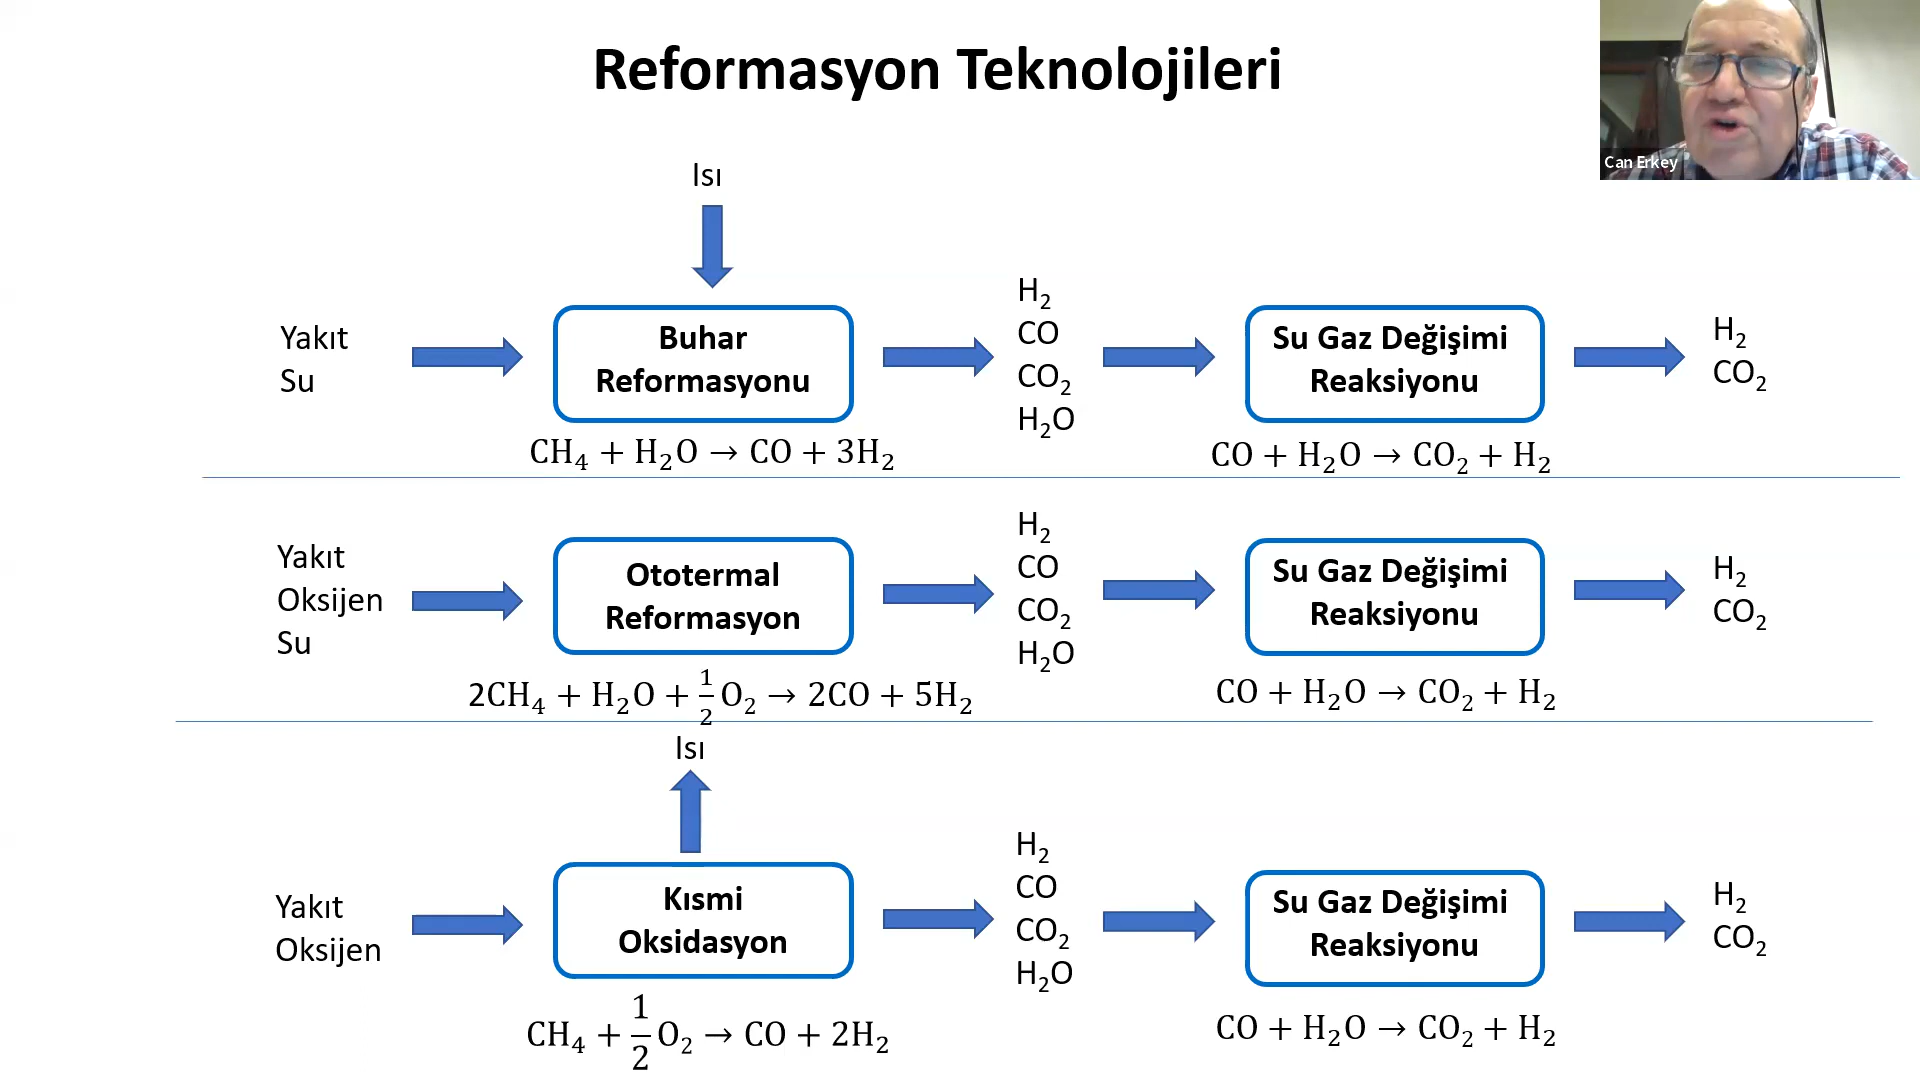 Reformasyon Teknolojileri
Can Erkey
Isı
Yakıt
Su
Buhar
Reformasyonu
H₂
CO
CO₂
H₂O
Su Gaz Değişimi
Reaksiyonu
H₂
CO₂
CH₄ + H₂O → CO + 3H₂
CO + H₂O → CO₂ + H₂
Yakıt
Oksijen
Su
Ototermal
Reformasyon
H₂
CO
CO₂
H₂O
Su Gaz Değişimi
Reaksiyonu
H₂
CO₂
2CH₄ + H₂O + 1/2 O₂ → 2CO + 5H₂
CO + H₂O → CO₂ + H₂
Isı
Yakıt
Oksijen
Kısmi
Oksidasyon
H₂
CO
CO₂
H₂O
Su Gaz Değişimi
Reaksiyonu
H₂
CO₂
CH₄ + 1/2 O₂ → CO + 2H₂
CO + H₂O → CO₂ + H₂